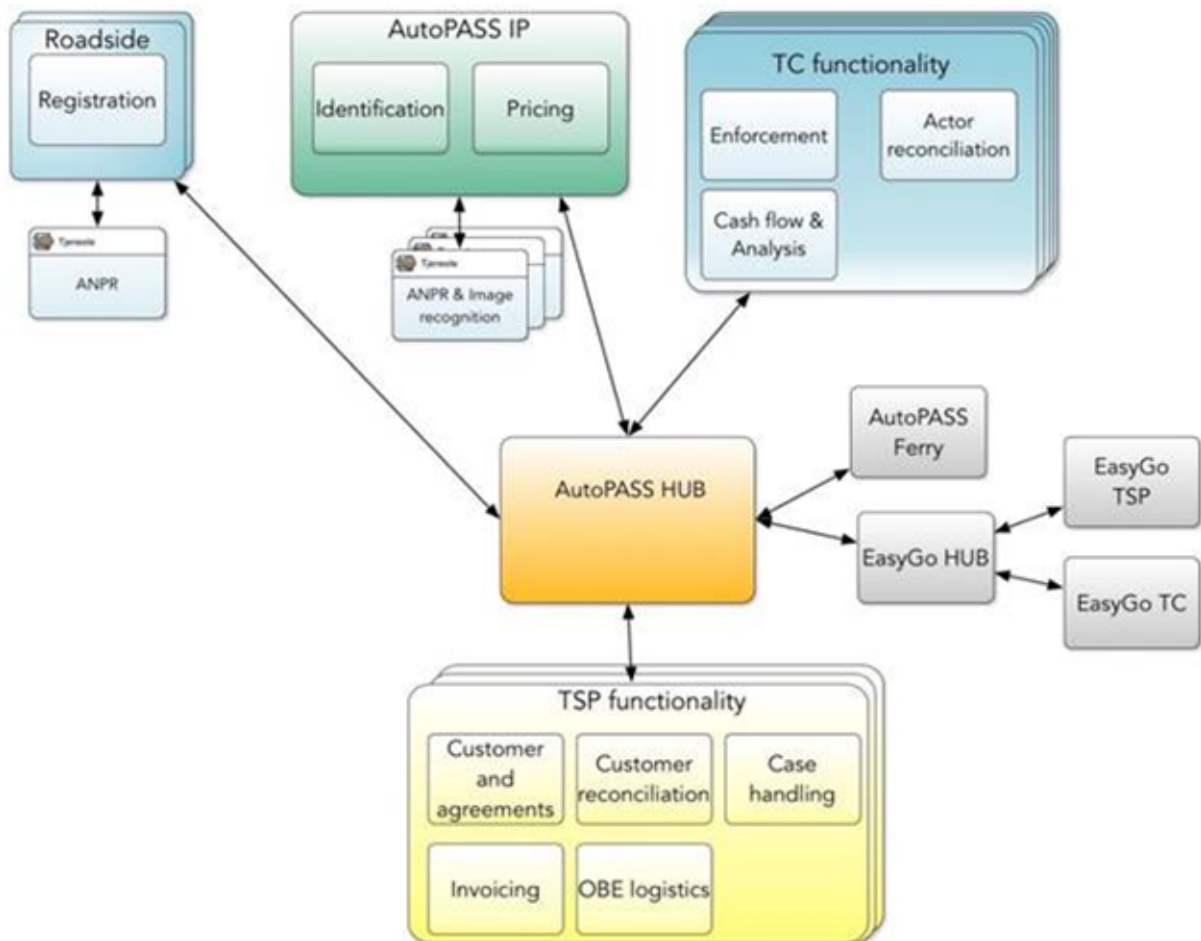 Roadside
Registration
Tjeneste
ANPR
AutoPASS IP
Identification
Pricing
Tjeneste
ANPR & Image
recognition
TC functionality
Enforcement
Actor
reconciliation
Cash flow &
Analysis
AutoPASS HUB
AutoPASS
Ferry
EasyGo HUB
EasyGo
TSP
EasyGo TC
TSP functionality
Customer
and
agreements
Customer
reconciliation
Case
handling
Invoicing
OBE logistics